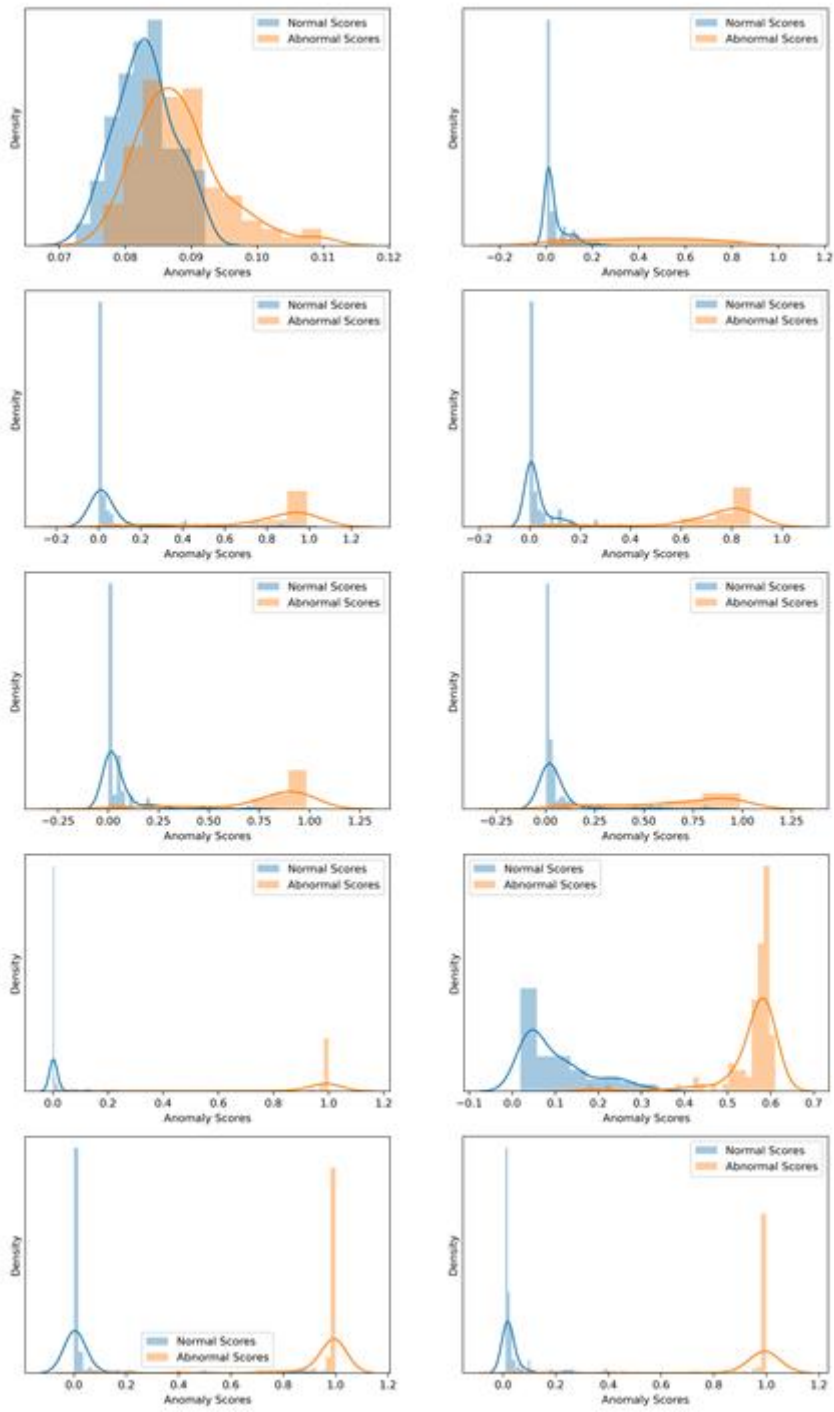 Normal Scores
Abnormal Scores
Density
0.07 0.08 0.09 0.10 0.11 0.12
Anomaly Scores
Normal Scores
Abnormal Scores
Density
−0.2 0.0 0.2 0.4 0.6 0.8 1.0 1.2
Anomaly Scores
Normal Scores
Abnormal Scores
Density
−0.2 0.0 0.2 0.4 0.6 0.8 1.0 1.2
Anomaly Scores
Normal Scores
Abnormal Scores
Density
−0.2 0.0 0.2 0.4 0.6 0.8 1.0
Anomaly Scores
Normal Scores
Abnormal Scores
Density
−0.25 0.00 0.25 0.50 0.75 1.00 1.25
Anomaly Scores
Normal Scores
Abnormal Scores
Density
−0.25 0.00 0.25 0.50 0.75 1.00 1.25
Anomaly Scores
Normal Scores
Abnormal Scores
Density
0.0 0.2 0.4 0.6 0.8 1.0 1.2
Anomaly Scores
Normal Scores
Abnormal Scores
Density
−0.1 0.0 0.1 0.2 0.3 0.4 0.5 0.6 0.7
Anomaly Scores
Density
Normal Scores
Abnormal Scores
0.0 0.2 0.4 0.6 0.8 1.0 1.2
Anomaly Scores
Normal Scores
Abnormal Scores
Density
0.0 0.2 0.4 0.6 0.8 1.0 1.2
Anomaly Scores